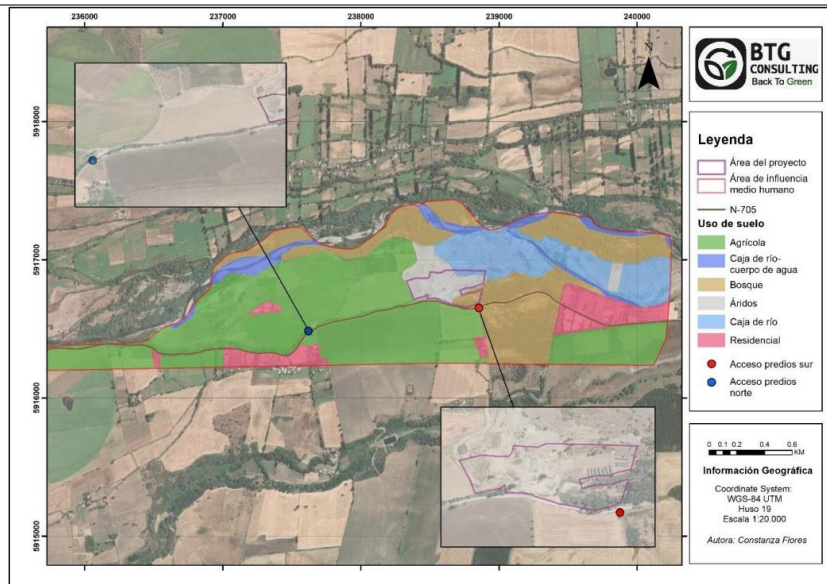 236000 237000 238000 239000 240000
5918000
5917000
5916000
5915000
N
BTG
CONSULTING
Back To Green
Leyenda
Área del proyecto
Área de influencia
medio humano
N-705
Uso de suelo
Agrícola
Caja de río-
cuerpo de agua
Bosque
Áridos
Caja de río
Residencial
Acceso predios sur
Acceso predios
norte
0 0.1 0.2 0.4 0.6
KM
Información Geográfica
Coordinate System:
WGS-84 UTM
Huso 19
Escala 1:20.000
Autora: Constanza Flores